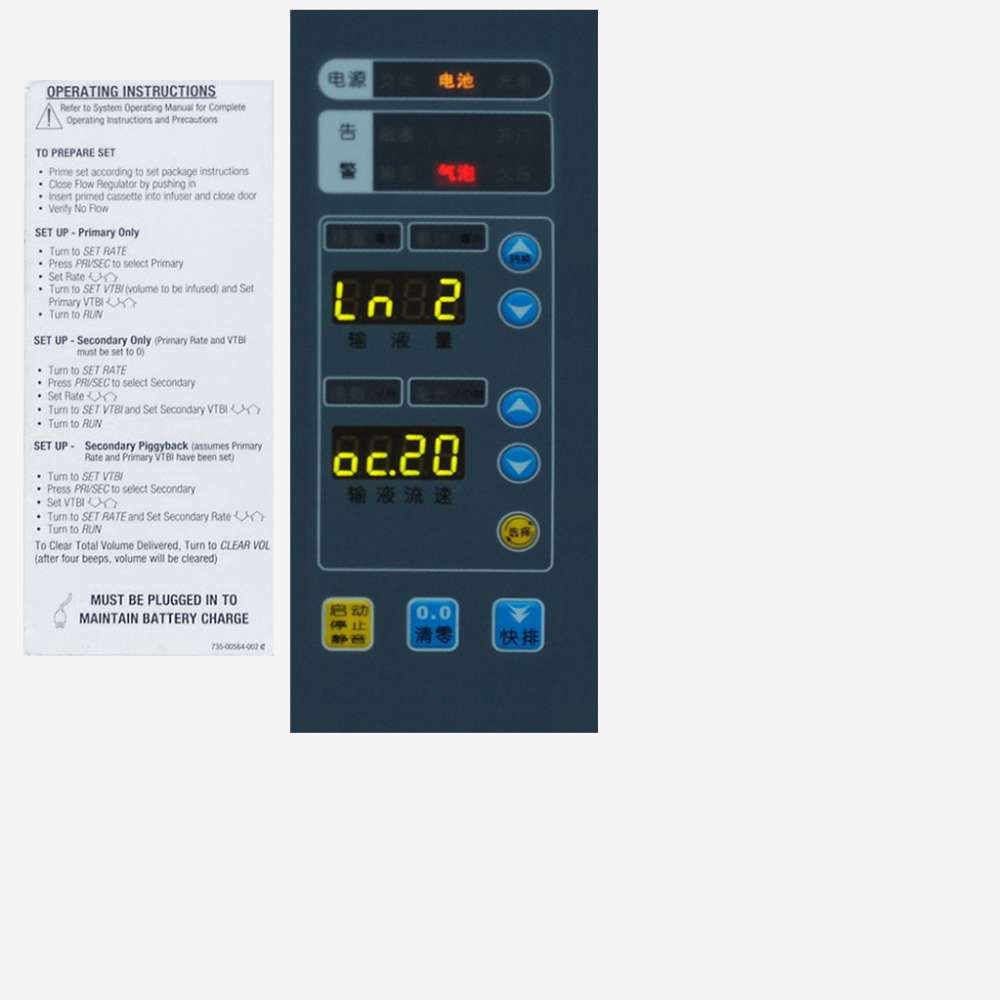 OPERATING INSTRUCTIONS
Refer to System Operating Manual for Complete
Operating Instructions and Precautions
TO PREPARE SET
• Prime set according to set package instructions
• Close Flow Regulator by pushing in
• Insert primed cassette into infuser and close door
• Verify No Flow
SET UP - Primary Only
• Turn to SET RATE
• Press PRI/SEC to select Primary
• Set Rate
• Turn to SET VTBI (volume to be infused) and Set
Primary VTBI
• Turn to RUN
SET UP - Secondary Only (Primary Rate and VTBI
must be set to 0)
• Turn to SET RATE
• Press PRI/SEC to select Secondary
• Set Rate
• Turn to SET VTBI and Set Secondary VTBI
• Turn to RUN
SET UP - Secondary Piggyback (assumes Primary
Rate and Primary VTBI have been set)
• Turn to SET VTBI
• Press PRI/SEC to select Secondary
• Set VTBI
• Turn to SET RATE and Set Secondary Rate
• Turn to RUN
To Clear Total Volume Delivered, Turn to CLEAR VOL
(after four beeps, volume will be cleared)
MUST BE PLUGGED IN TO
MAINTAIN BATTERY CHARGE
735-00564-002
电源 电池
告
警 气泡
开门
Ln 2
输液量
oc.20
输液流速
选择
启动
停止
静音
0.0
清零
快排